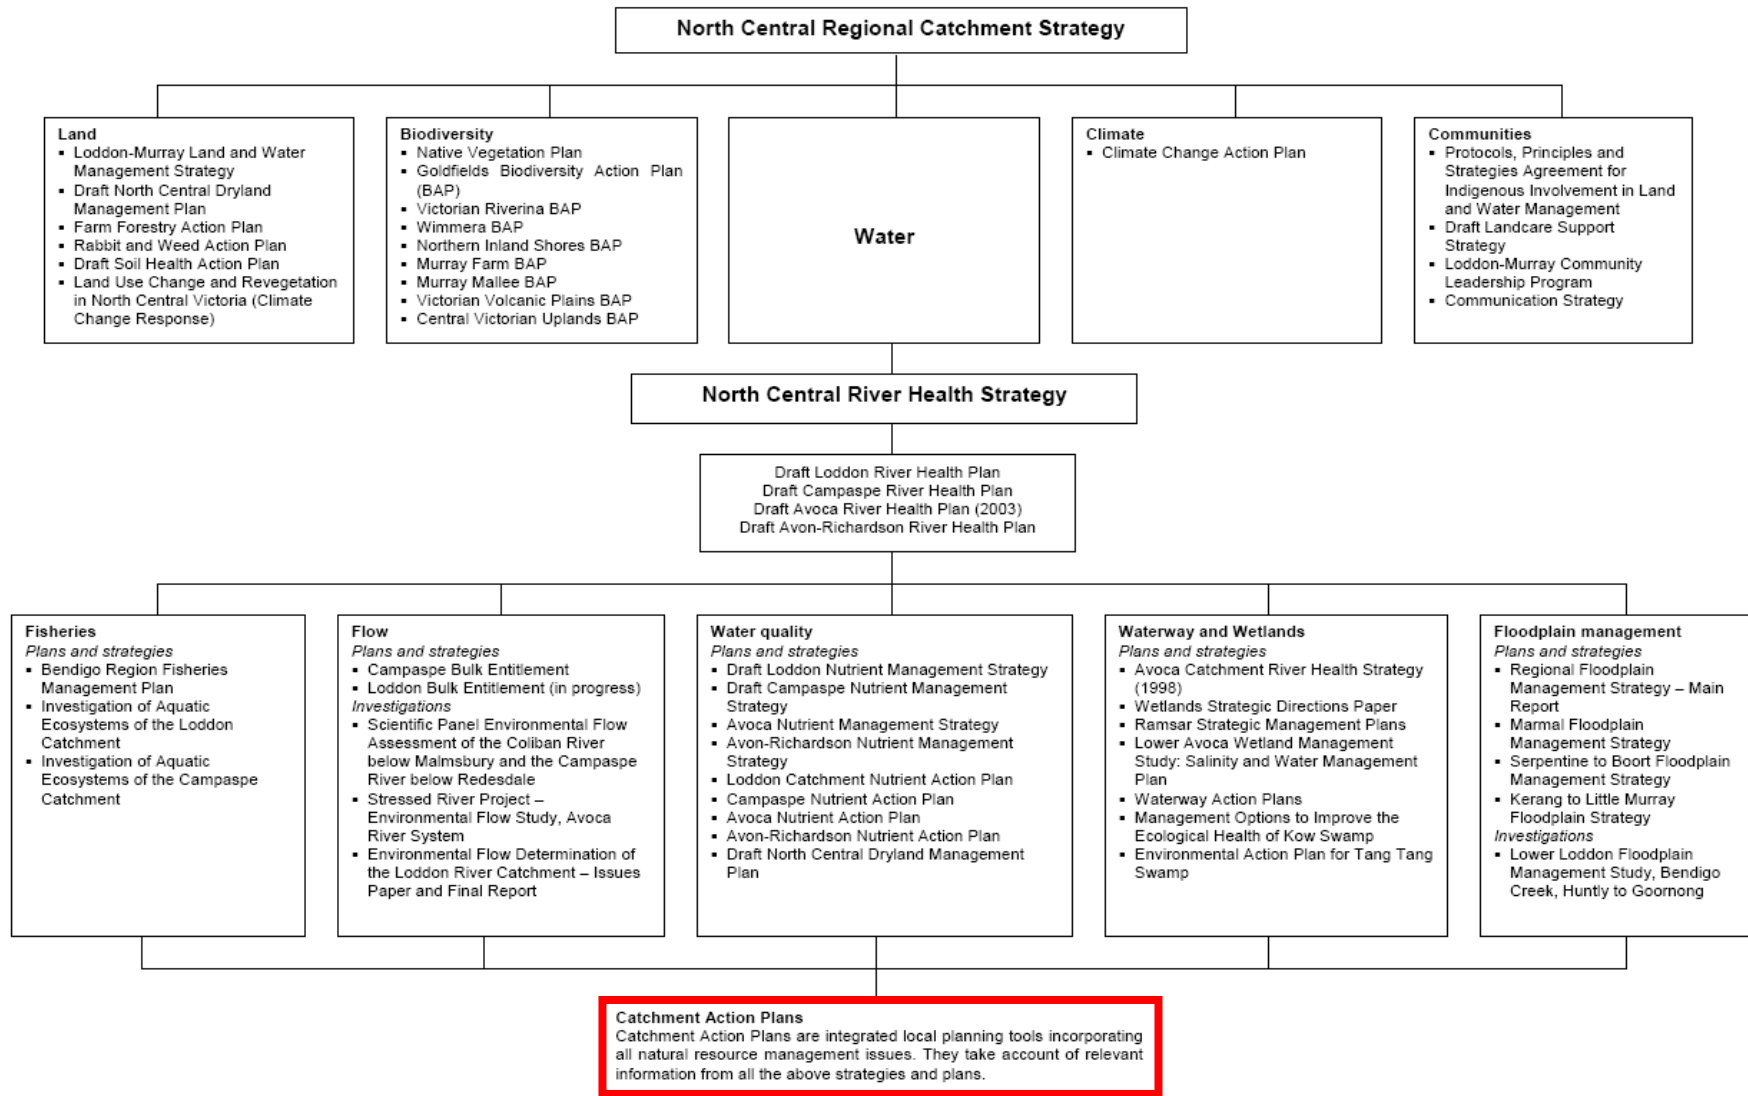 North Central Regional Catchment Strategy
Land
▪ Loddon-Murray Land and Water
Management Strategy
▪ Draft North Central Dryland
Management Plan
▪ Farm Forestry Action Plan
▪ Rabbit and Weed Action Plan
▪ Draft Soil Health Action Plan
▪ Land Use Change and Revegetation
in North Central Victoria (Climate
Change Response)
Biodiversity
▪ Native Vegetation Plan
▪ Goldfields Biodiversity Action Plan
(BAP)
▪ Victorian Riverina BAP
▪ Wimmera BAP
▪ Northern Inland Shores BAP
▪ Murray Farm BAP
▪ Murray Mallee BAP
▪ Victorian Volcanic Plains BAP
▪ Central Victorian Uplands BAP
Water
Climate
▪ Climate Change Action Plan
Communities
▪ Protocols, Principles and
Strategies Agreement for
Indigenous Involvement in Land
and Water Management
▪ Draft Landcare Support
Strategy
▪ Loddon-Murray Community
Leadership Program
▪ Communication Strategy
North Central River Health Strategy
Draft Loddon River Health Plan
Draft Campaspe River Health Plan
Draft Avoca River Health Plan (2003)
Draft Avon-Richardson River Health Plan
Fisheries
Plans and strategies
▪ Bendigo Region Fisheries
Management Plan
▪ Investigation of Aquatic
Ecosystems of the Loddon
Catchment
▪ Investigation of Aquatic
Ecosystems of the Campaspe
Catchment
Flow
Plans and strategies
▪ Campaspe Bulk Entitlement
▪ Loddon Bulk Entitlement (in progress)
Investigations
▪ Scientific Panel Environmental Flow
Assessment of the Coliban River
below Malmsbury and the Campaspe
River below Redesdale
▪ Stressed River Project –
Environmental Flow Study, Avoca
River System
▪ Environmental Flow Determination of
the Loddon River Catchment – Issues
Paper and Final Report
Water quality
Plans and strategies
▪ Draft Loddon Nutrient Management Strategy
▪ Draft Campaspe Nutrient Management
Strategy
▪ Avoca Nutrient Management Strategy
▪ Avon-Richardson Nutrient Management
Strategy
▪ Loddon Catchment Nutrient Action Plan
▪ Campaspe Nutrient Action Plan
▪ Avoca Nutrient Action Plan
▪ Avon-Richardson Nutrient Action Plan
▪ Draft North Central Dryland Management
Plan
Waterway and Wetlands
Plans and strategies
▪ Avoca Catchment River Health Strategy
(1998)
▪ Wetlands Strategic Directions Paper
▪ Ramsar Strategic Management Plans
▪ Lower Avoca Wetland Management
Study: Salinity and Water Management
Plan
▪ Waterway Action Plans
▪ Management Options to Improve the
Ecological Health of Kow Swamp
▪ Environmental Action Plan for Tang Tang
Swamp
Floodplain management
Plans and strategies
▪ Regional Floodplain
Management Strategy – Main
Report
▪ Marmal Floodplain
Management Strategy
▪ Serpentine to Boort Floodplain
Management Strategy
▪ Kerang to Little Murray
Floodplain Strategy
Investigations
▪ Lower Loddon Floodplain
Management Study, Bendigo
Creek, Huntly to Goornong
Catchment Action Plans
Catchment Action Plans are integrated local planning tools incorporating
all natural resource management issues. They take account of relevant
information from all the above strategies and plans.